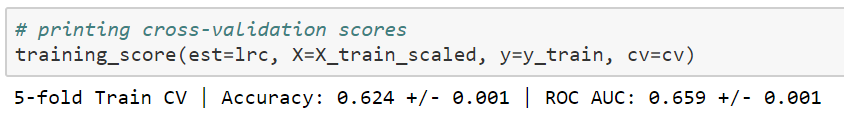 # printing cross-validation scores
training_score(est=lrc, X=X_train_scaled, y=y_train, cv=cv)
5-fold Train CV | Accuracy: 0.624 +/- 0.001 | ROC AUC: 0.659 +/- 0.001